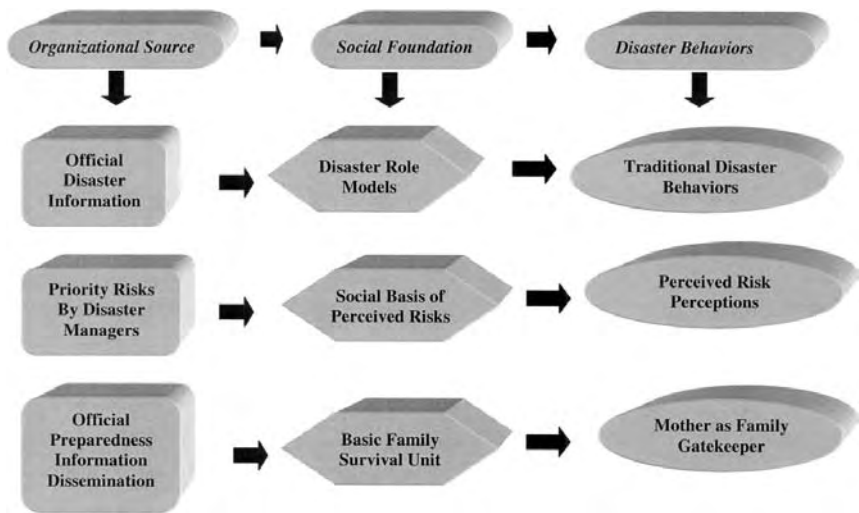 Organizational Source
Social Foundation
Disaster Behaviors
Official
Disaster
Information
Disaster Role
Models
Traditional Disaster
Behaviors
Priority Risks
By Disaster
Managers
Social Basis of
Perceived Risks
Perceived Risk
Perceptions
Official
Preparedness
Information
Dissemination
Basic Family
Survival Unit
Mother as Family
Gatekeeper